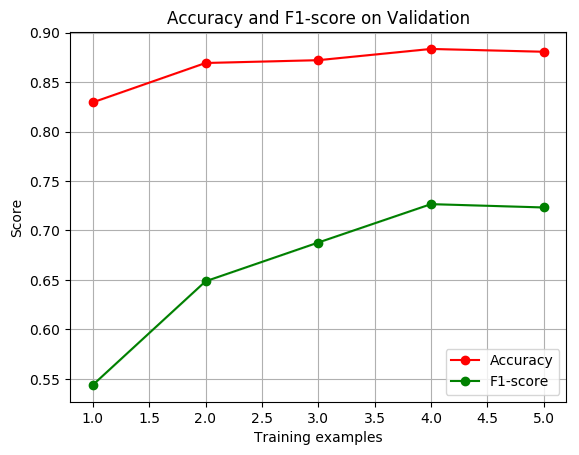 Accuracy and F1-score on Validation
0.90
0.85
0.80
0.75
0.70
0.65
0.60
0.55
Score
1.0 1.5 2.0 2.5 3.0 3.5 4.0 4.5 5.0
Training examples
Accuracy
F1-score